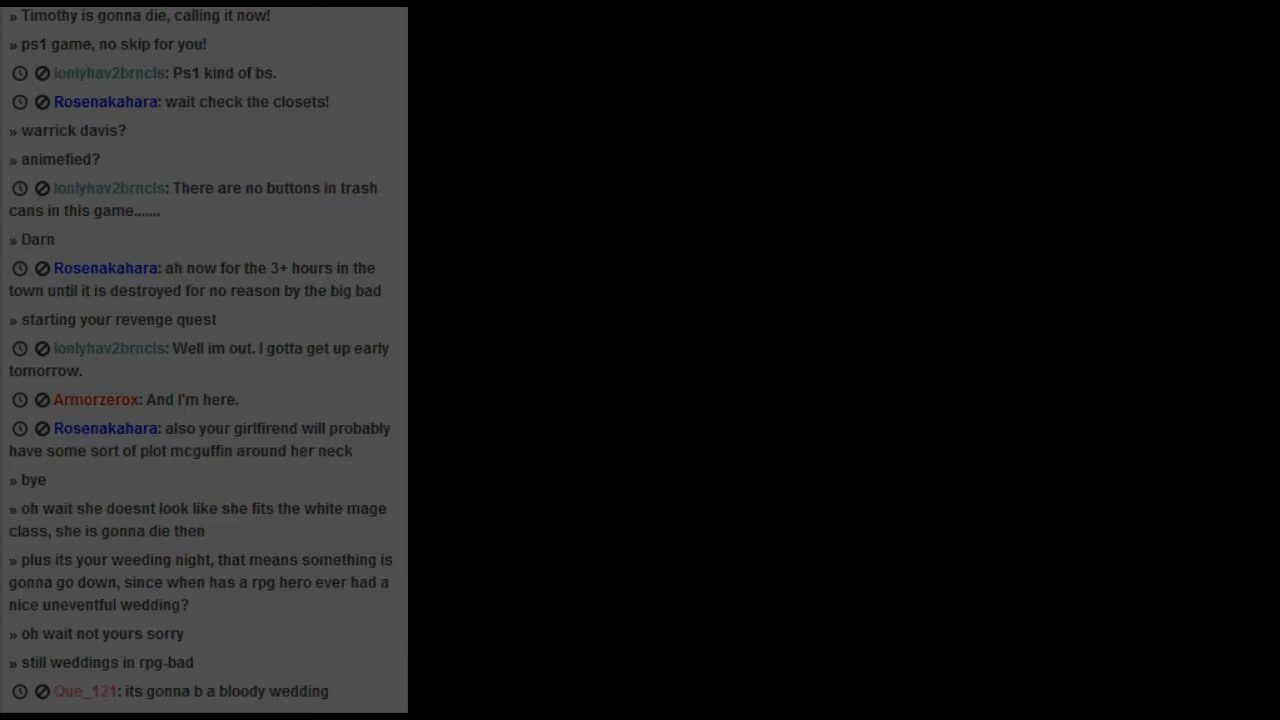 » Timothy is gonna die, calling it now!
» ps1 game, no skip for you!
lonlyhav2brncls: Ps1 kind of bs.
Rosenakahara: wait check the closets!
» warrick davis?
» animefied?
lonlyhav2brncls: There are no buttons in trash
cans in this game.......
» Darn
Rosenakahara: ah now for the 3+ hours in the
town until it is destroyed for no reason by the big bad
» starting your revenge quest
lonlyhav2brncls: Well im out. I gotta get up early
tomorrow.
Armorzerox: And I'm here.
Rosenakahara: also your girlfirend will probably
have some sort of plot mcguffin around her neck
» bye
» oh wait she doesnt look like she fits the white mage
class, she is gonna die then
» plus its your weeding night, that means something is
gonna go down, since when has a rpg hero ever had a
nice uneventful wedding?
» oh wait not yours sorry
» still weddings in rpg-bad
Que_121: its gonna b a bloody wedding